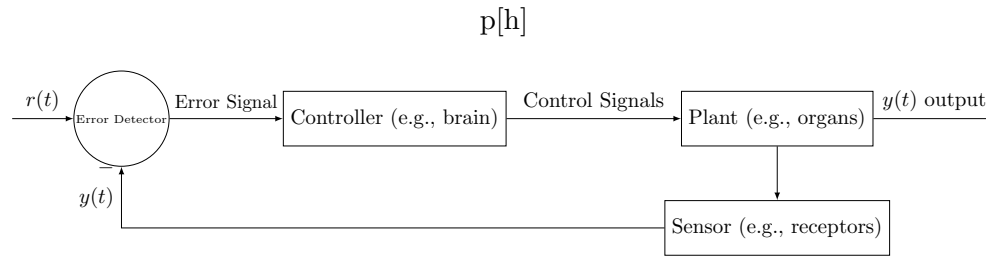 p[h]
r(t)
Error Detector
Error Signal
Controller (e.g., brain)
Control Signals
Plant (e.g., organs)
y(t) output
−
y(t)
Sensor (e.g., receptors)